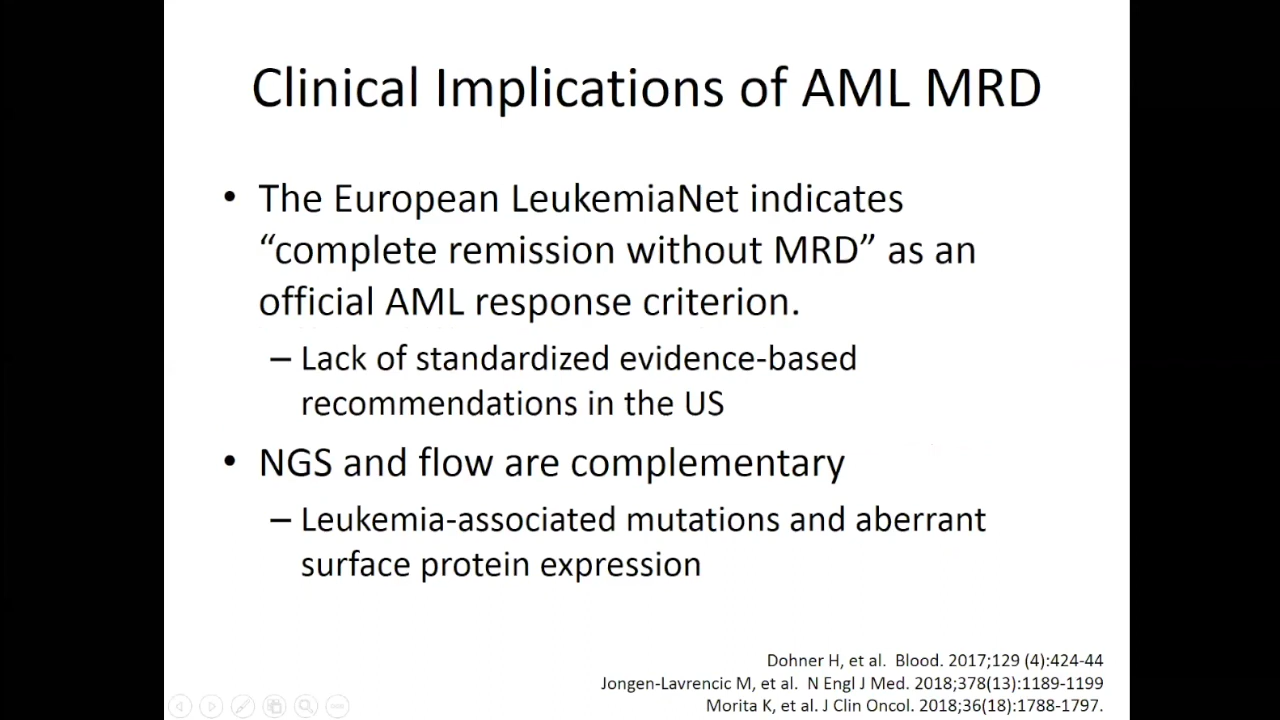 Clinical Implications of AML MRD
• The European LeukemiaNet indicates
“complete remission without MRD” as an
official AML response criterion.
– Lack of standardized evidence-based
recommendations in the US
• NGS and flow are complementary
– Leukemia-associated mutations and aberrant
surface protein expression
Dohner H, et al.  Blood. 2017;129 (4):424-44
Jongen-Lavrencic M, et al.  N Engl J Med. 2018;378(13):1189-1199
Morita K, et al. J Clin Oncol. 2018;36(18):1788-1797.